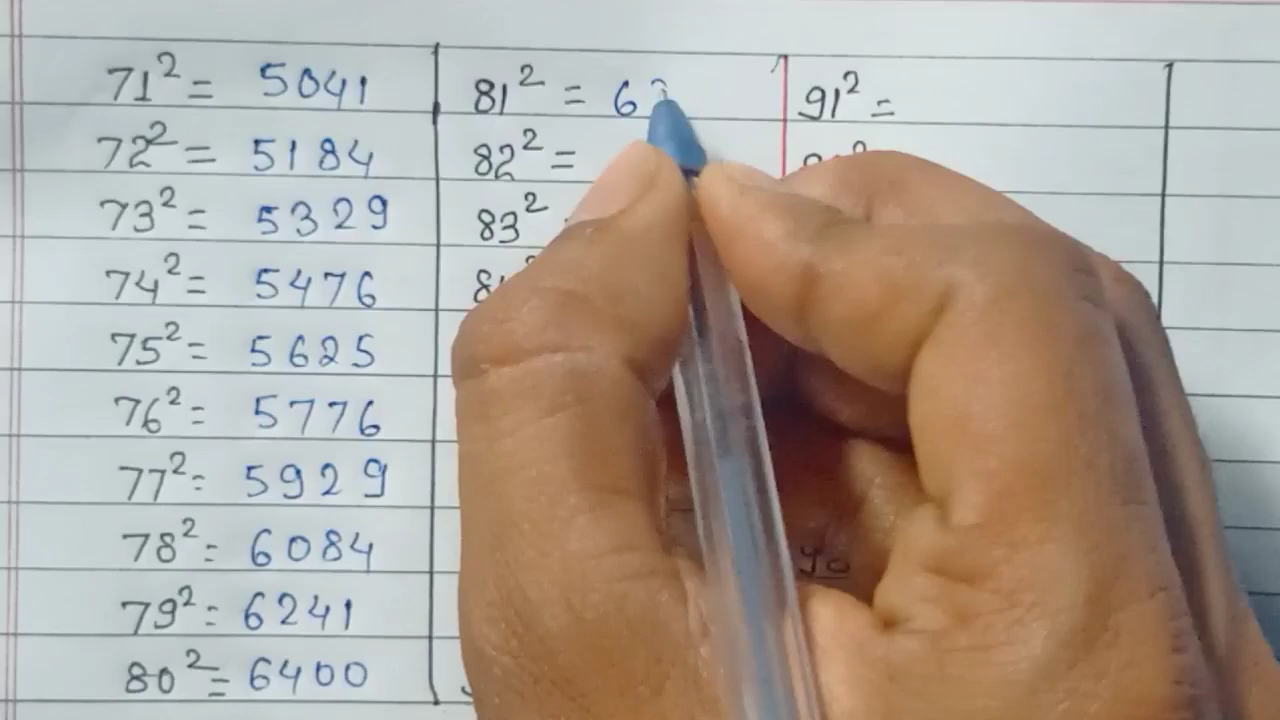 71² = 5041
72² = 5184
73² = 5329
74² = 5476
75² = 5625
76² = 5776
77² = 5929
78² = 6084
79² = 6241
80² = 6400
81² = 6
82² =
83²
91² =